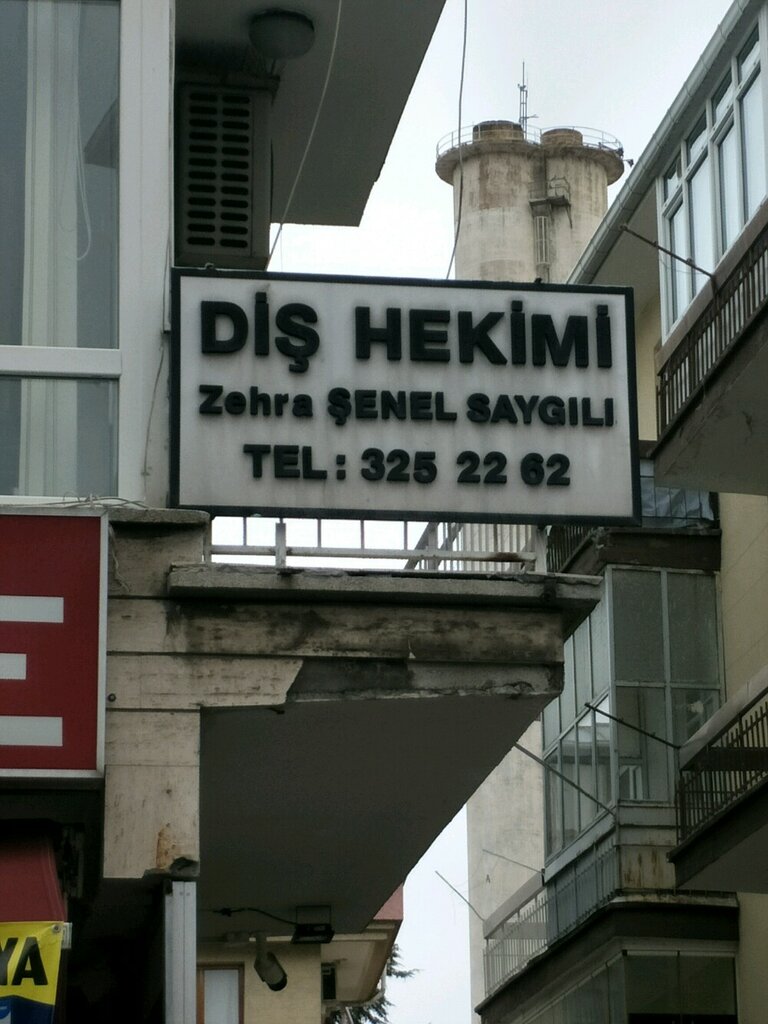 DİŞ HEKİMİ
Zehra ŞENEL SAYGILI
TEL: 325 22 62
E
YA